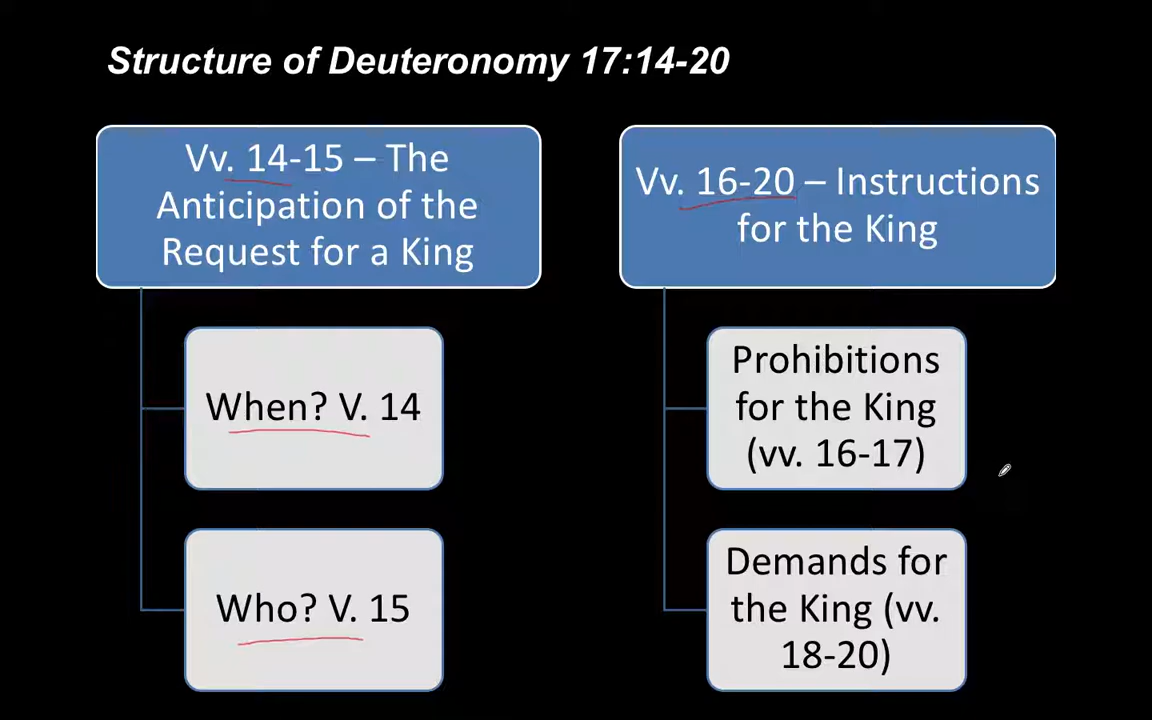 Structure of Deuteronomy 17:14-20
Vv. 14-15 – The
Anticipation of the
Request for a King
When? V. 14
Who? V. 15
Vv. 16-20 – Instructions
for the King
Prohibitions
for the King
(vv. 16-17)
Demands for
the King (vv.
18-20)